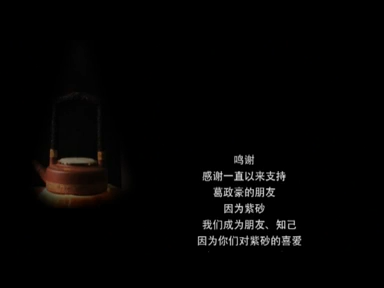 鸣谢
感谢一直以来支持
葛政豪的朋友
因为紫砂
我们成为朋友、知己
因为你们对紫砂的喜爱